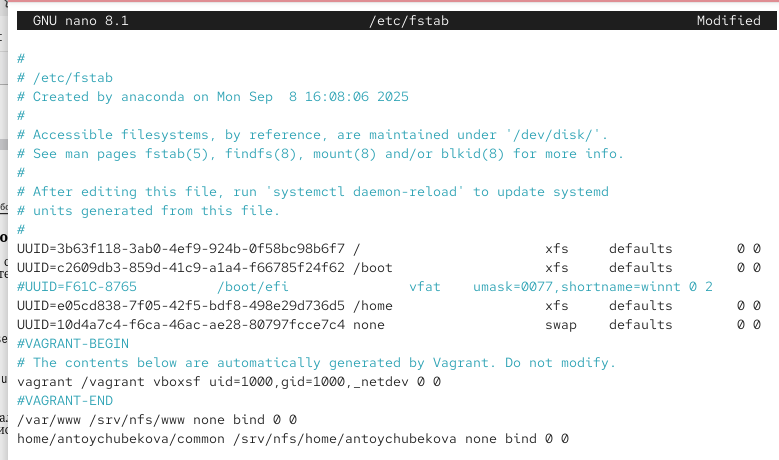 GNU nano 8.1 /etc/fstab Modified
#
# /etc/fstab
# Created by anaconda on Mon Sep  8 16:08:06 2025
#
# Accessible filesystems, by reference, are maintained under '/dev/disk/'.
# See man pages fstab(5), findfs(8), mount(8) and/or blkid(8) for more info.
#
# After editing this file, run 'systemctl daemon-reload' to update systemd
# units generated from this file.
#
UUID=3b63f118-3ab0-4ef9-924b-0f58bc98b6f7 / xfs defaults 0 0
UUID=c2609db3-859d-41c9-a1a4-f66785f24f62 /boot xfs defaults 0 0
#UUID=F61C-8765 /boot/efi vfat umask=0077,shortname=winnt 0 2
UUID=e05cd838-7f05-42f5-bdf8-498e29d736d5 /home xfs defaults 0 0
UUID=10d4a7c4-f6ca-46ac-ae28-80797fcce7c4 none swap defaults 0 0
#VAGRANT-BEGIN
# The contents below are automatically generated by Vagrant. Do not modify.
vagrant /vagrant vboxsf uid=1000,gid=1000,_netdev 0 0
#VAGRANT-END
/var/www /srv/nfs/www none bind 0 0
home/antoychubekova/common /srv/nfs/home/antoychubekova none bind 0 0